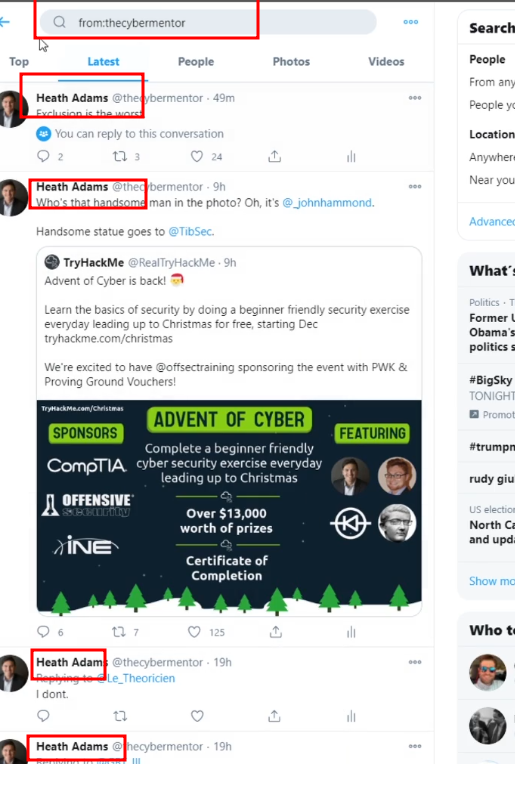 from:thecybermentor
Top
Latest
People
Photos
Videos
Heath Adams @thecybermentor · 49m
Exclusion is the worst
You can reply to this conversation
2
3
24
Heath Adams @thecybermentor · 9h
Who's that handsome man in the photo? Oh, it's @_johnhammond.
Handsome statue goes to @TibSec.
TryHackMe @RealTryHackMe · 9h
Advent of Cyber is back!
Learn the basics of security by doing a beginner friendly security exercise
everyday leading up to Christmas for free, starting Dec
tryhackme.com/christmas
We're excited to have @offsectraining sponsoring the event with PWK &
Proving Ground Vouchers!
TryHackMe.com/Christmas
ADVENT OF CYBER
SPONSORS
FEATURING
Complete a beginner friendly
cyber security exercise everyday
leading up to Christmas
CompTIA
OFFENSIVE
security
INE
Over $13,000
worth of prizes
Certificate of
Completion
6
7
125
Heath Adams @thecybermentor · 19h
Replying to @Le_Theoricien
I dont.
Heath Adams @thecybermentor · 19h
Replying to
Search
People
From any
People yo
Location
Anywhere
Near you
Advanced
What's
Politics · T
Former U
Obama's
politics s
#BigSky
TONIGHT
Promot
#trumpn
rudy giu
US election
North Ca
and upda
Show mo
Who to